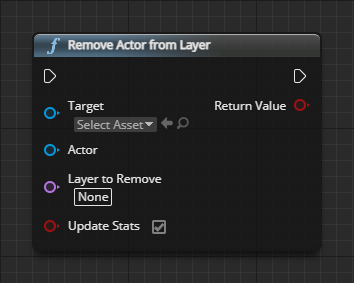 Remove Actor from Layer
Target
Return Value
Select Asset
Actor
Layer to Remove
None
Update Stats